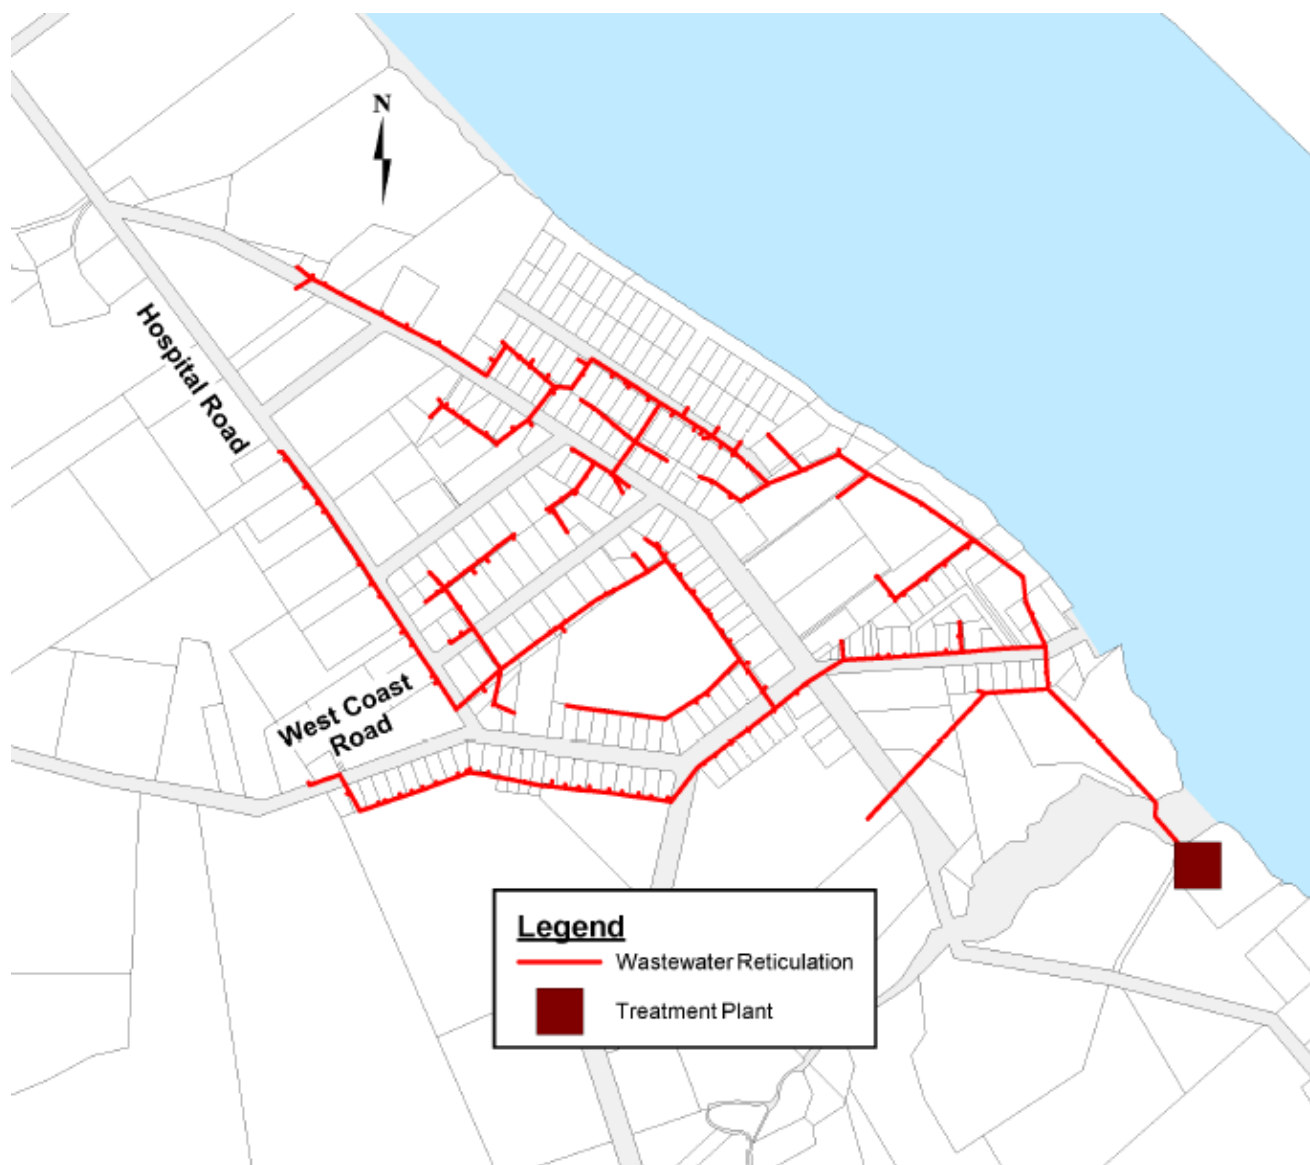 N
Hospital Road
West Coast
Road
Legend
Wastewater Reticulation
Treatment Plant